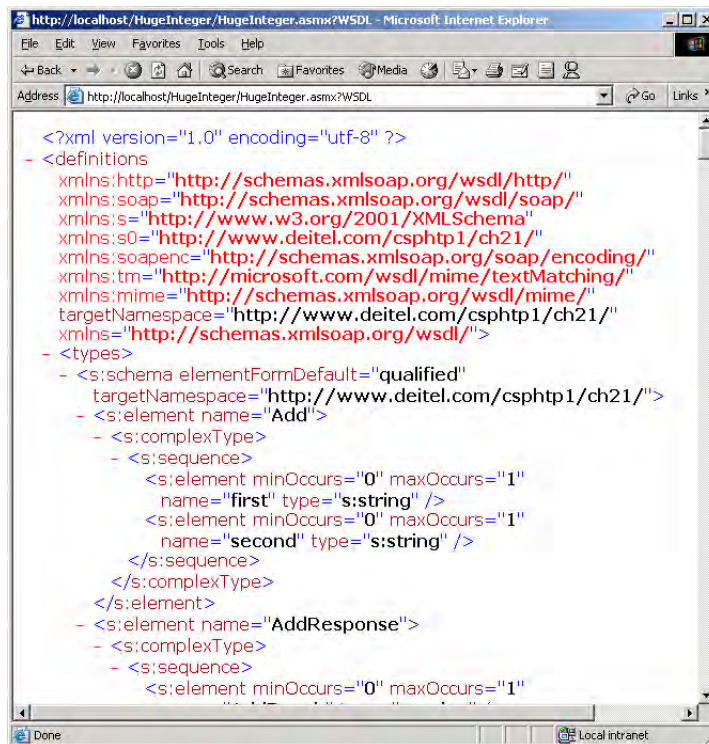 http://localhost/HugeInteger/HugeInteger.asmx?WSDL - Microsoft Internet Explorer
File Edit View Favorites Tools Help
Back Search Favorites Media
Address http://localhost/HugeInteger/HugeInteger.asmx?WSDL Go Links
<?xml version="1.0" encoding="utf-8" ?>
- <definitions
xmlns:http="http://schemas.xmlsoap.org/wsdl/http/"
xmlns:soap="http://schemas.xmlsoap.org/wsdl/soap/"
xmlns:s="http://www.w3.org/2001/XMLSchema"
xmlns:s0="http://www.deitel.com/csphtp1/ch21/"
xmlns:soapenc="http://schemas.xmlsoap.org/soap/encoding/"
xmlns:tm="http://microsoft.com/wsdl/mime/textMatching/"
xmlns:mime="http://schemas.xmlsoap.org/wsdl/mime/"
targetNamespace="http://www.deitel.com/csphtp1/ch21/"
xmlns="http://schemas.xmlsoap.org/wsdl/">
- <types>
- <s:schema elementFormDefault="qualified"
targetNamespace="http://www.deitel.com/csphtp1/ch21/">
- <s:element name="Add">
- <s:complexType>
- <s:sequence>
<s:element minOccurs="0" maxOccurs="1"
name="first" type="s:string" />
<s:element minOccurs="0" maxOccurs="1"
name="second" type="s:string" />
</s:sequence>
</s:complexType>
</s:element>
- <s:element name="AddResponse">
- <s:complexType>
- <s:sequence>
<s:element minOccurs="0" maxOccurs="1"
Done Local intranet